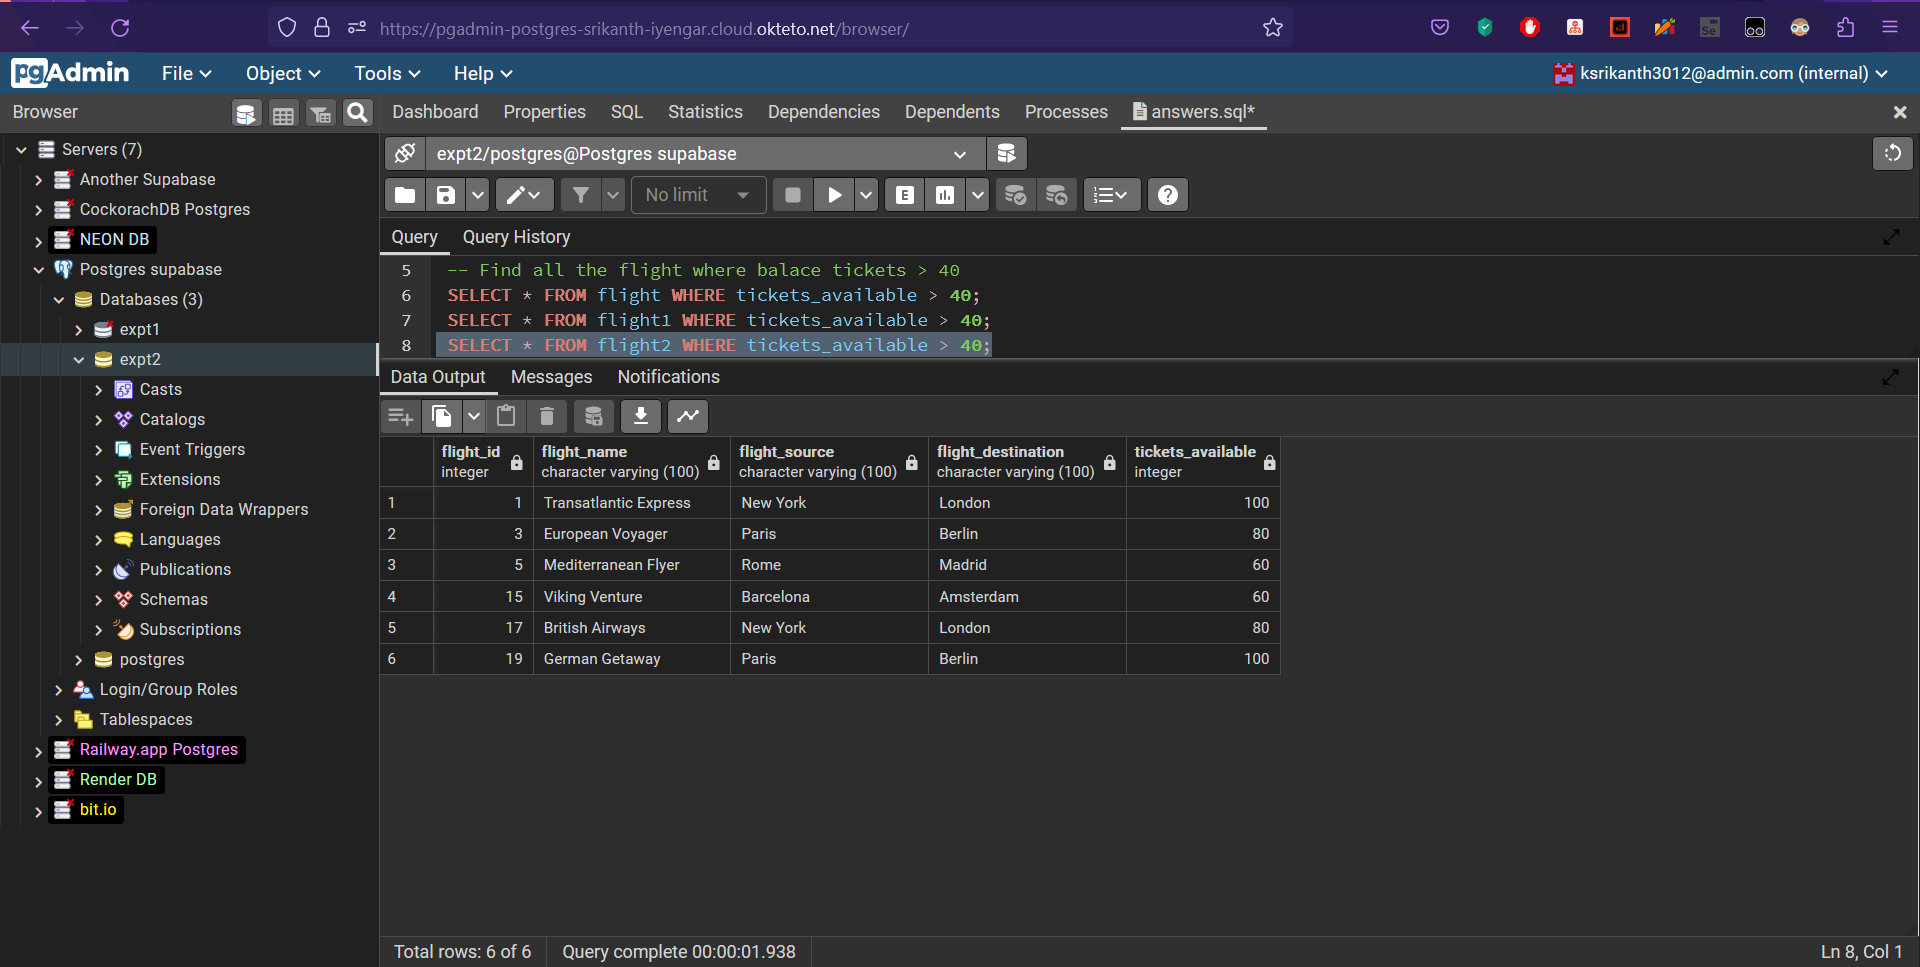 https://pgadmin-postgres-srikanth-iyengar.cloud.okteto.net/browser/
pgAdmin File Object Tools Help ksrikanth3012@admin.com (internal)
Browser Dashboard Properties SQL Statistics Dependencies Dependents Processes answers.sql*
Servers (7)
Another Supabase
CockorachDB Postgres
NEON DB
Postgres supabase
Databases (3)
expt1
expt2
Casts
Catalogs
Event Triggers
Extensions
Foreign Data Wrappers
Languages
Publications
Schemas
Subscriptions
postgres
Login/Group Roles
Tablespaces
Railway.app Postgres
Render DB
bit.io
expt2/postgres@Postgres supabase
No limit E
Query Query History
5 -- Find all the flight where balace tickets > 40
6 SELECT * FROM flight WHERE tickets_available > 40;
7 SELECT * FROM flight1 WHERE tickets_available > 40;
8 SELECT * FROM flight2 WHERE tickets_available > 40;
Data Output Messages Notifications
flight_id flight_name flight_source flight_destination tickets_available
integer character varying (100) character varying (100) character varying (100) integer
1 1 Transatlantic Express New York London 100
2 3 European Voyager Paris Berlin 80
3 5 Mediterranean Flyer Rome Madrid 60
4 15 Viking Venture Barcelona Amsterdam 60
5 17 British Airways New York London 80
6 19 German Getaway Paris Berlin 100
Total rows: 6 of 6 Query complete 00:00:01.938 Ln 8, Col 1